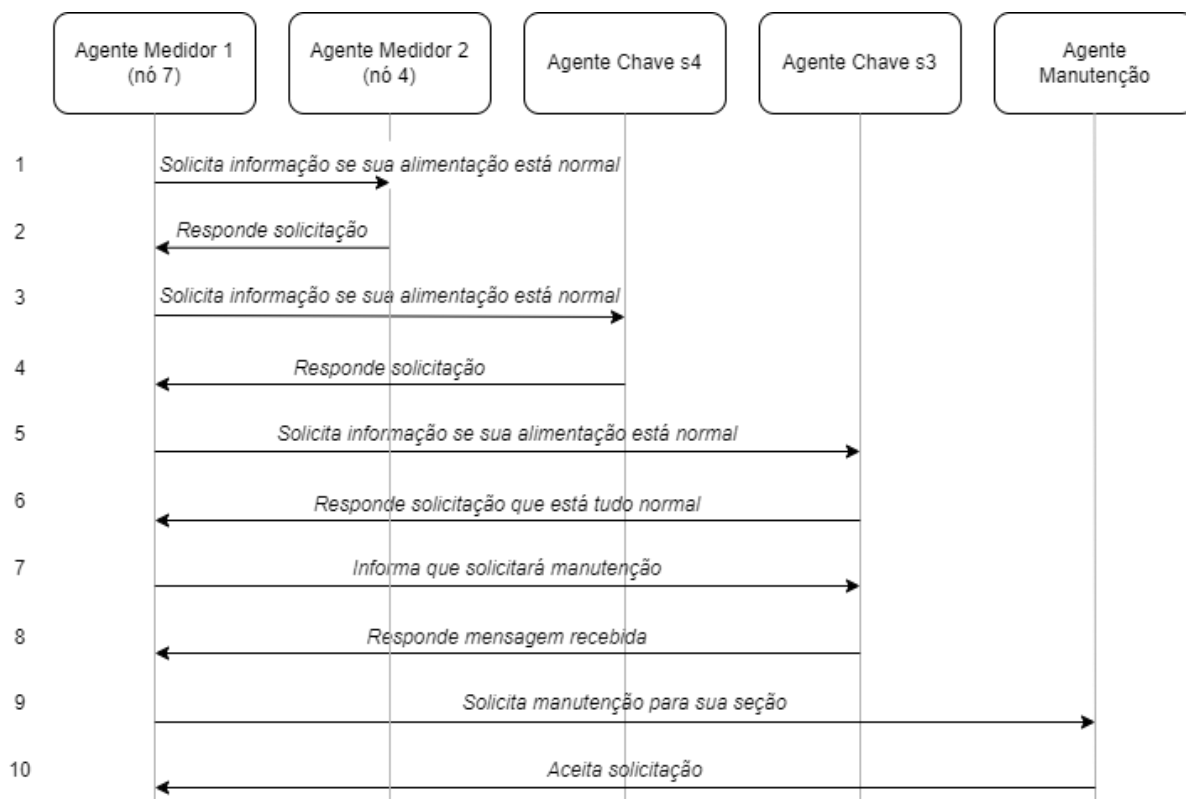 Agente Medidor 1
(nó 7)
Agente Medidor 2
(nó 4)
Agente Chave s4
Agente Chave s3
Agente
Manutenção
1
Solicita informação se sua alimentação está normal
2
Responde solicitação
3
Solicita informação se sua alimentação está normal
4
Responde solicitação
5
Solicita informação se sua alimentação está normal
6
Responde solicitação que está tudo normal
7
Informa que solicitará manutenção
8
Responde mensagem recebida
9
Solicita manutenção para sua seção
10
Aceita solicitação